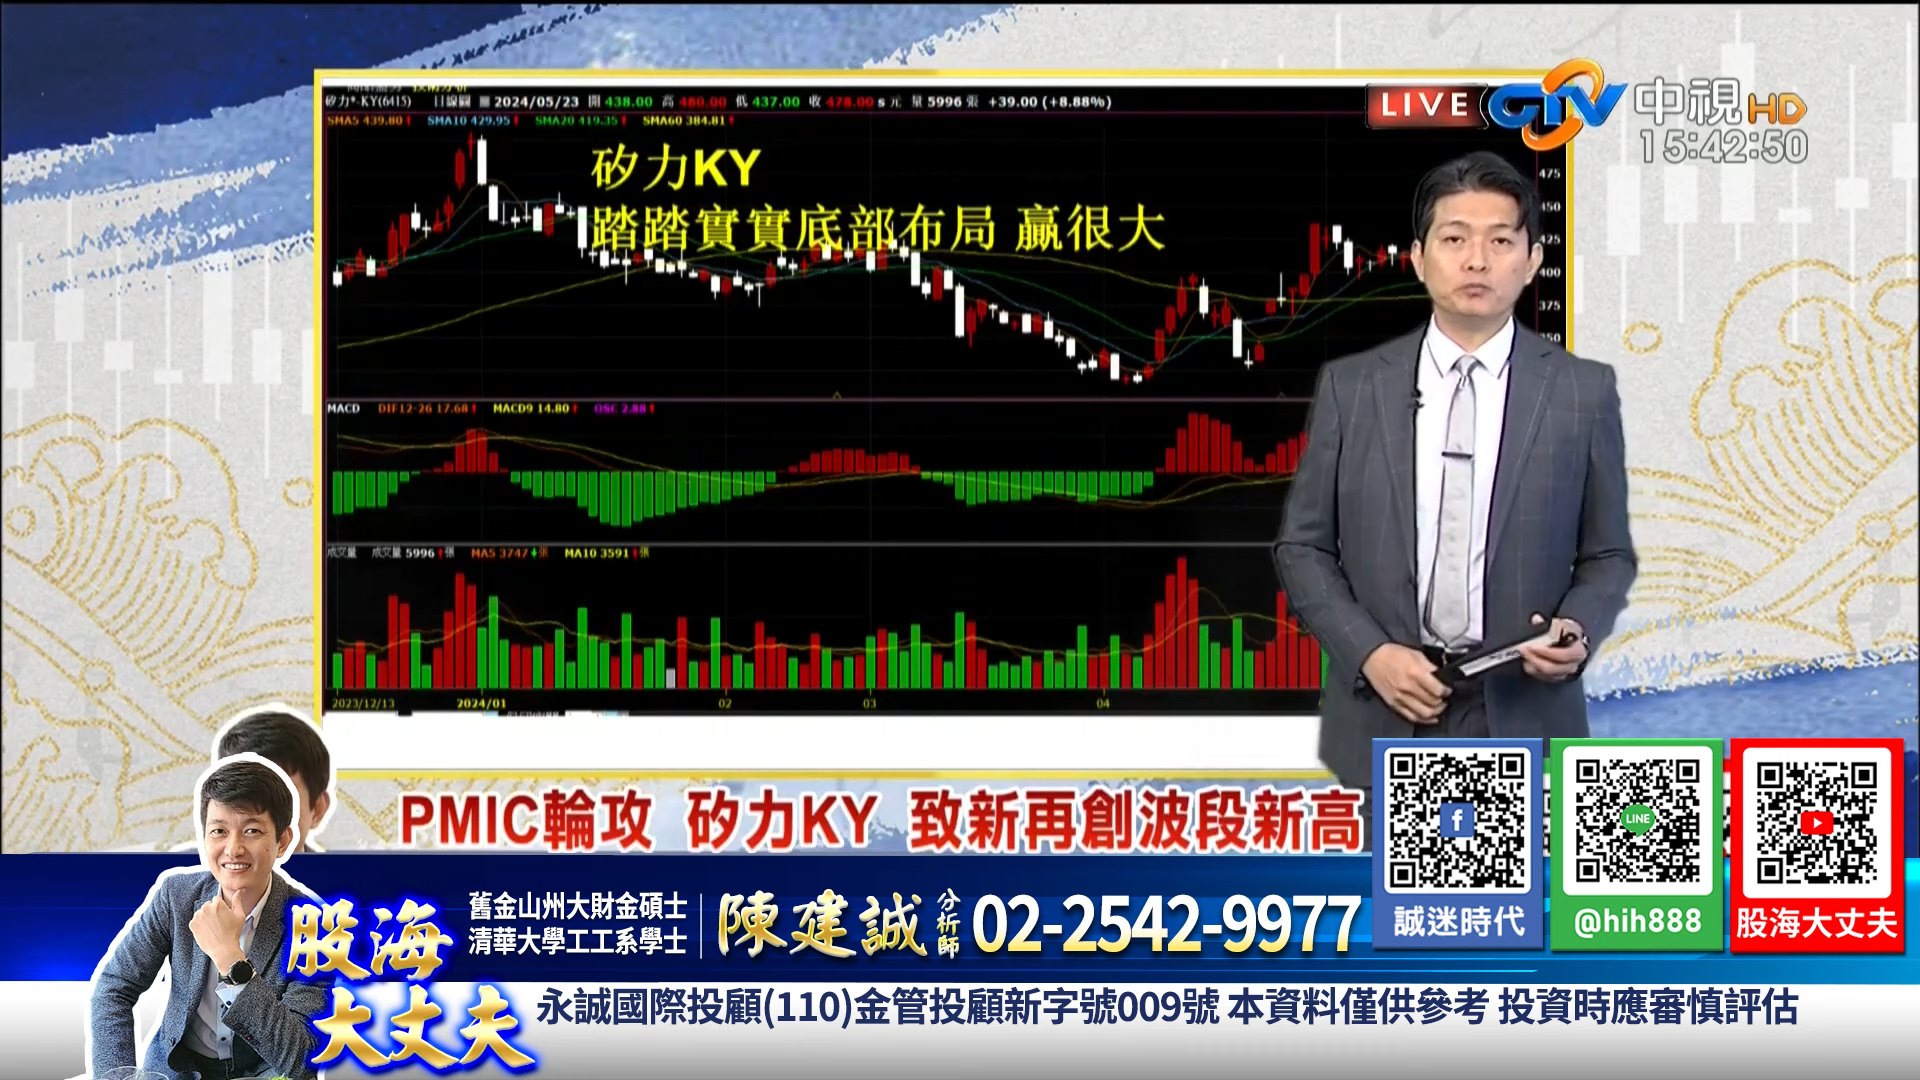 矽力*-KY(6415) 日線圖 2024/05/23 開 438.00 高 480.00 低 437.00 收 478.00 s 元 量 5996 張 +39.00 (+8.88%)
SMA5 439.80↑ SMA10 429.95↑ SMA20 419.35↑ SMA60 384.81↑
LIVE CTV 中視HD
15:42:50
矽力KY
踏踏實實底部布局 贏很大
475
450
425
400
375
350
MACD DIF12-26 17.68↑ MACD9 14.80↑ OSC 2.88↑
成交量 成交量 5996↑張 MA5 3747↓張 MA10 3591↑張
2023/12/13 2024/01 02 03 04
PMIC輪攻 矽力KY 致新再創波段新高
股海大丈夫
舊金山州大財金碩士
清華大學工工系學士
陳建誠 分析師 02-2542-9977
誠迷時代
LINE
@hih888
股海大丈夫
永誠國際投顧(110)金管投顧新字號009號 本資料僅供參考 投資時應審慎評估